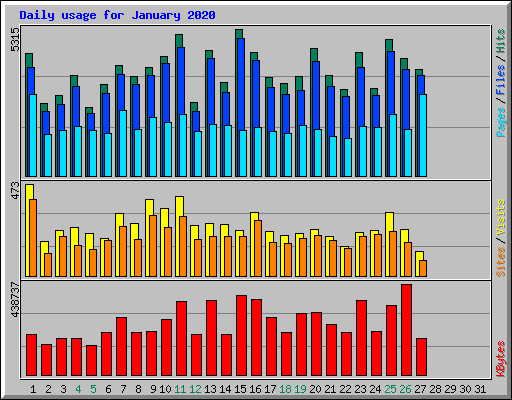 Daily usage for January 2020
5315
Pages / Files / Hits
473
Sites / Visits
438737
KBytes
1 2 3 4 5 6 7 8 9 10 11 12 13 14 15 16 17 18 19 20 21 22 23 24 25 26 27 28 29 30 31